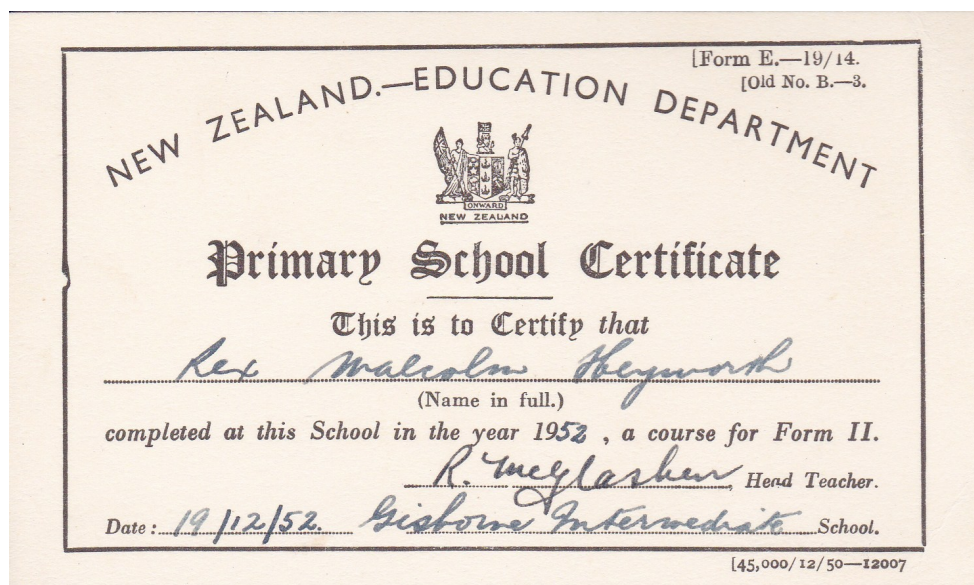 [Form E.—19/14.
[Old No. B.—3.
NEW ZEALAND.—EDUCATION DEPARTMENT
ONWARD
NEW ZEALAND
Primary School Certificate
This is to Certify that
Rex Malcolm Heyworth
(Name in full.)
completed at this School in the year 1952, a course for Form II.
R. McGlashen, Head Teacher.
Date: 19/12/52. Gisborne Intermediate School.
[45,000/12/50—12007